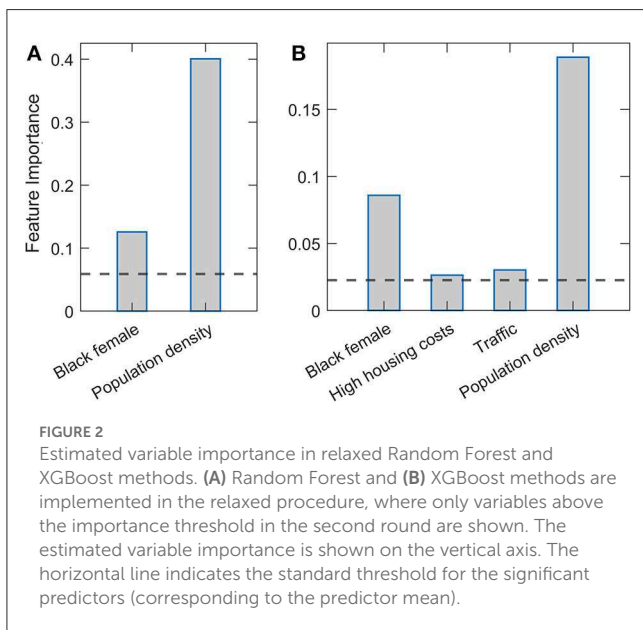 A
B
0.4
0.3
0.2
0.1
0
Feature Importance
Black female
Population density
0.15
0.1
0.05
0
Black female
High housing costs
Traffic
Population density
FIGURE 2
Estimated variable importance in relaxed Random Forest and
XGBoost methods. (A) Random Forest and (B) XGBoost methods are
implemented in the relaxed procedure, where only variables above
the importance threshold in the second round are shown. The
estimated variable importance is shown on the vertical axis. The
horizontal line indicates the standard threshold for the significant
predictors (corresponding to the predictor mean).